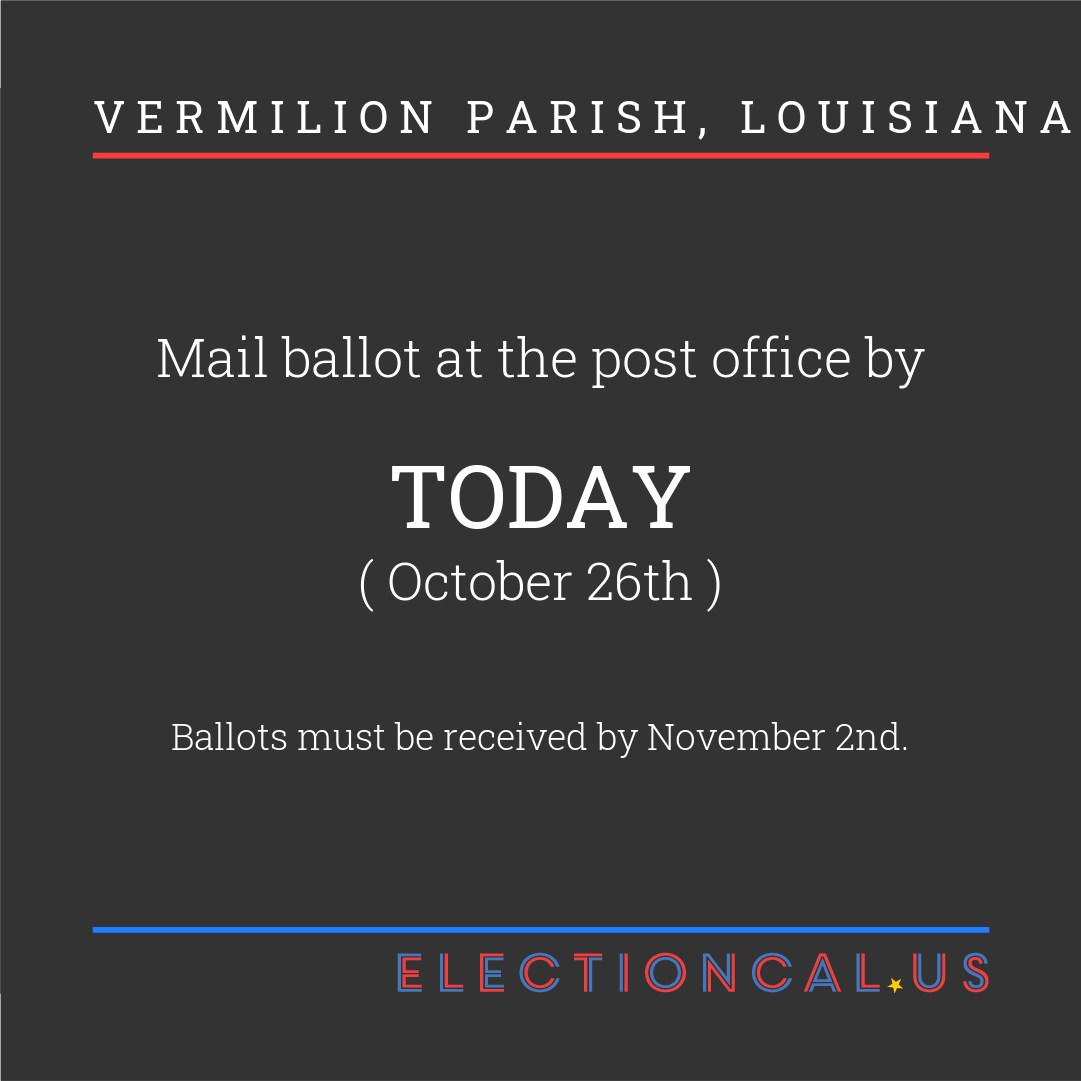 VERMILION PARISH, LOUISIANA
Mail ballot at the post office by
TODAY
( October 26th )
Ballots must be received by November 2nd.
ELECTIONCAL.US